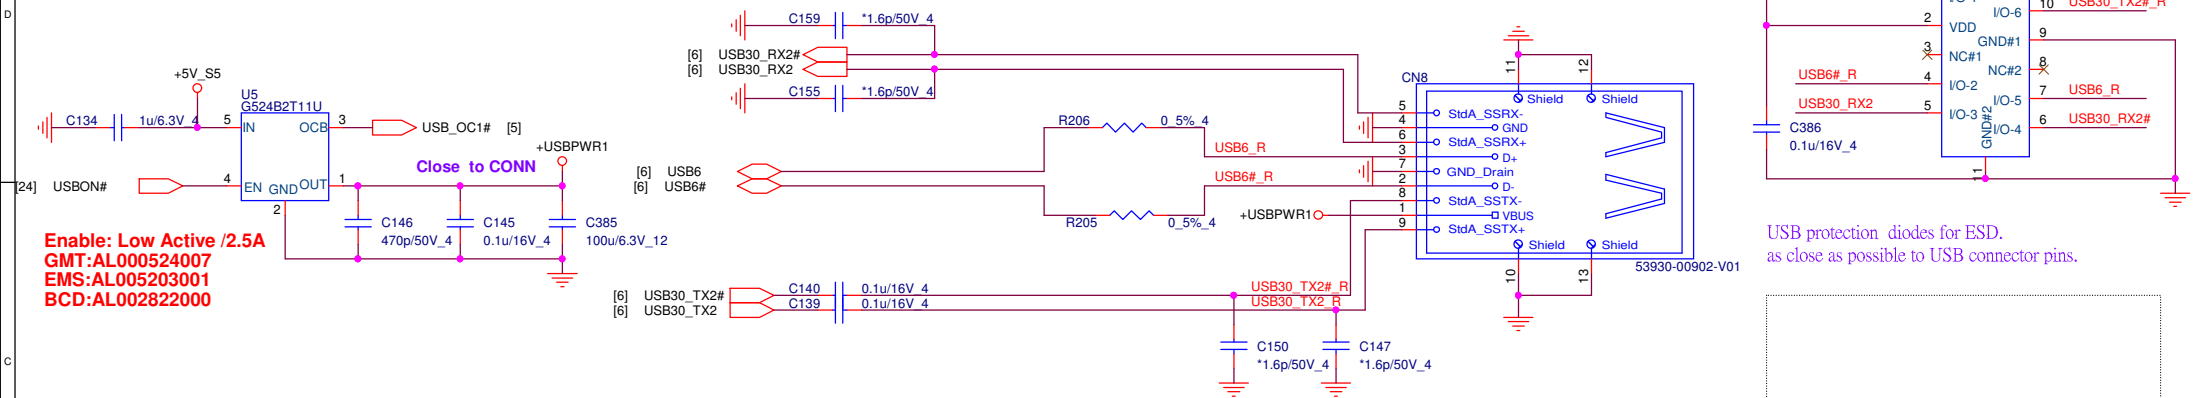 D
C159 *1.6p/50V_4
[6] USB30_RX2#
[6] USB30_RX2
C155 *1.6p/50V_4
+5V_S5
U5
G524B2T11U
C134 1u/6.3V_4 5 IN OCB 3 USB_OC1# [5]
+USBPWR1
Close to CONN
[24] USBON# 4 EN GND OUT 1
2
C146
470p/50V_4
C145
0.1u/16V_4
C385
100u/6.3V_12
Enable: Low Active /2.5A
GMT:AL000524007
EMS:AL005203001
BCD:AL002822000
R206 0_5%_4
[6] USB6
[6] USB6#
R205 0_5%_4
USB6_R
USB6#_R
+USBPWR1
[6] USB30_TX2# C140 0.1u/16V_4 USB30_TX2#_R
[6] USB30_TX2 C139 0.1u/16V_4 USB30_TX2_R
C150
*1.6p/50V_4
C147
*1.6p/50V_4
CN8
11 12
Shield Shield
5 StdA_SSRX-
4 GND
6 StdA_SSRX+
3 D+
7 GND_Drain
2 D-
8 StdA_SSTX-
1 VBUS
9 StdA_SSTX+
Shield Shield
10 13
53930-00902-V01
I/O-6 10 USB30_TX2#_R
2 VDD
GND#1 9
3 NC#1
NC#2 8
USB6#_R 4 I/O-2
I/O-5 7 USB6_R
USB30_RX2 5 I/O-3
I/O-4 6 USB30_RX2#
GND#2
11
C386
0.1u/16V_4
USB protection diodes for ESD.
as close as possible to USB connector pins.
C